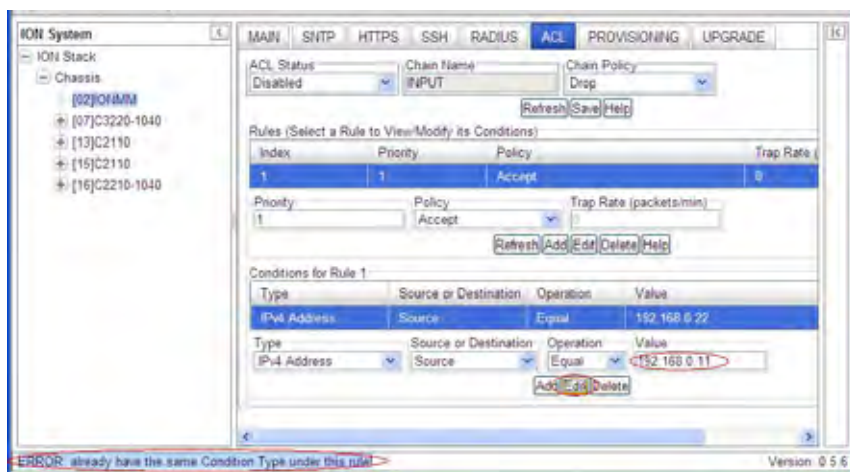 ION System
ION Stack
Chassis
[02]IONMM
[07]C3220-1040
[13]C2110
[15]C2110
[16]C2210-1040
MAIN SNTP HTTPS SSH RADIUS ACL PROVISIONING UPGRADE
ACL Status Chain Name Chain Policy
Disabled INPUT Drop
Refresh Save Help
Rules (Select a Rule to View/Modify its Conditions)
Index Priority Policy Trap Rate (
1 1 Accept 0
Priority Policy Trap Rate (packets/min)
1 Accept
Refresh Add Edit Delete Help
Conditions for Rule 1
Type Source or Destination Operation Value
IPv4 Address Source Equal 192.168.0.22
Type Source or Destination Operation Value
IPv4 Address Source Equal 192.168.0.11
Add Edit Delete
ERROR: already have the same Condition Type under this rule
Version: 0.5.6